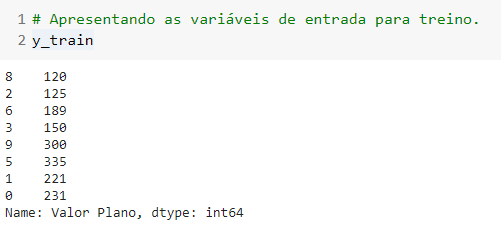 1 # Apresentando as variáveis de entrada para treino.
2 y_train
8 120
2 125
6 189
3 150
9 300
5 335
1 221
0 231
Name: Valor Plano, dtype: int64